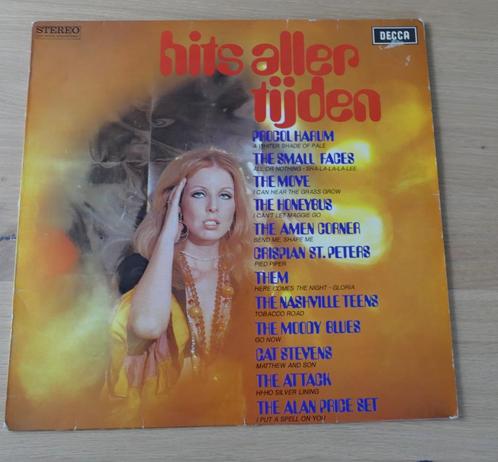 STEREO
DECCA
hits aller
tijden
PROCOL HARUM
A WHITER SHADE OF PALE
THE SMALL FACES
ALL OR NOTHING - SHA-LA-LA-LA-LEE
THE MOVE
I CAN HEAR THE GRASS GROW
THE HONEYBUS
I CAN'T LET MAGGIE GO
THE AMEN CORNER
BEND ME, SHAPE ME
CRISPIAN ST. PETERS
PIED PIPER
THEM
HERE COMES THE NIGHT - GLORIA
THE NASHVILLE TEENS
TOBACCO ROAD
THE MOODY BLUES
GO NOW
CAT STEVENS
MATTHEW AND SON
THE ATTACK
HI-HO SILVER LINING
THE ALAN PRICE SET
I PUT A SPELL ON YOU